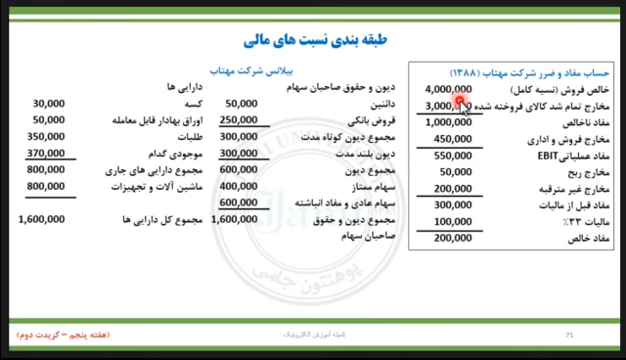 طبقه بندی نسبت های مالی
حساب مفاد و ضرر شرکت مهتاب (۱۳۸۸)
خالص فروش (نسیه کامل) 4,000,000
مخارج تمام شد کالای فروخته شده 3,000,000
مفاد ناخالص 1,000,000
مخارج فروش و اداری 450,000
مفاد عملیاتی EBIT 550,000
مخارج ربح 50,000
مخارج غیر مترقبه 200,000
مفاد قبل از مالیات 300,000
مالیات ۳۳٪ 100,000
مفاد خالص 200,000
بیلانس شرکت مهتاب
دیون و حقوق صاحبان سهام دارایی ها
دائنین 50,000 کسه 30,000
قروض بانکی 250,000 اوراق بهادار قابل معامله 50,000
مجموع دیون کوتاه مدت 300,000 طلبات 350,000
دیون بلند مدت 300,000 موجودی گدام 370,000
مجموع دیون 600,000 مجموع دارایی های جاری 800,000
سهام ممتاز 400,000 ماشین آلات و تجهیزات 800,000
سهام عادی و مفاد انباشته 600,000
مجموع دیون و حقوق 1,600,000 مجموع کل دارایی ها 1,600,000
صاحبان سهام
پوهنتون جامی
(هفته پنجم – کریدت دوم)
کمیته آموزش الکترونیک
71